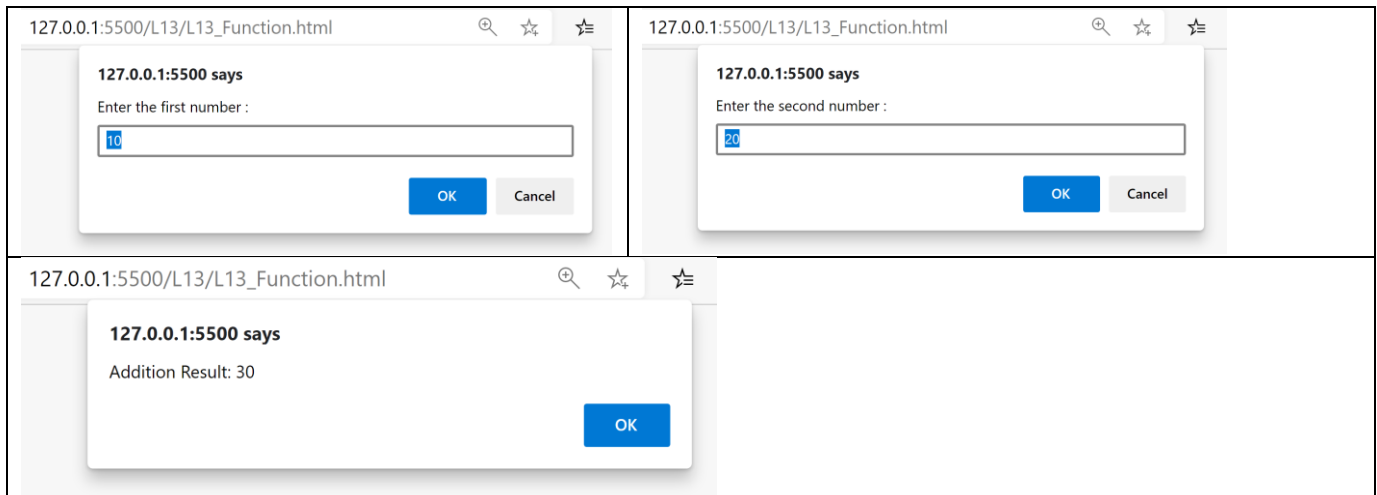 127.0.0.1:5500/L13/L13_Function.html
127.0.0.1:5500 says
Enter the first number :
10
OK Cancel
127.0.0.1:5500/L13/L13_Function.html
127.0.0.1:5500 says
Enter the second number :
20
OK Cancel
127.0.0.1:5500/L13/L13_Function.html
127.0.0.1:5500 says
Addition Result: 30
OK